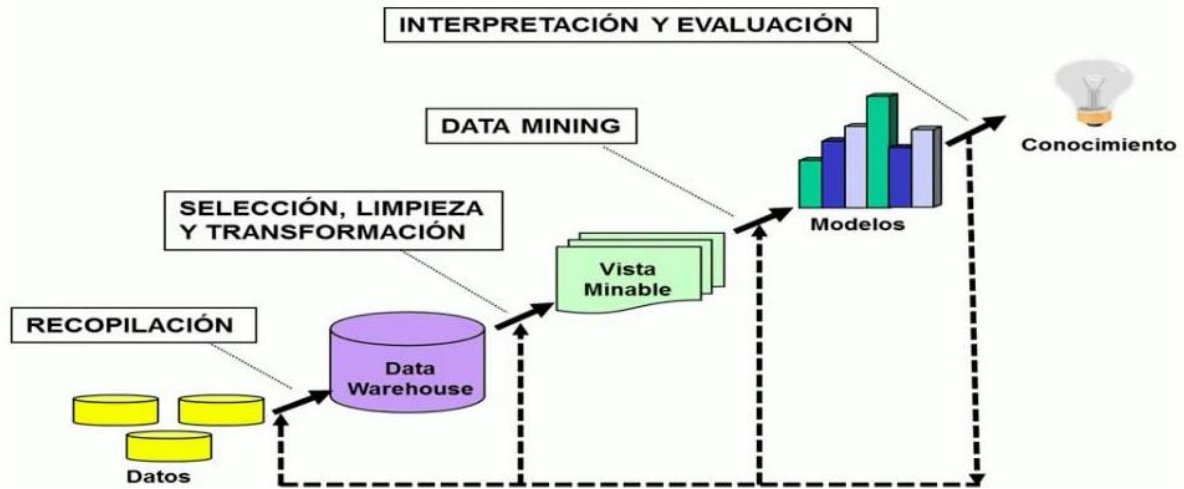 INTERPRETACIÓN Y EVALUACIÓN
Conocimiento
DATA MINING
Modelos
SELECCIÓN, LIMPIEZA
Y TRANSFORMACIÓN
Vista
Minable
RECOPILACIÓN
Data
Warehouse
Datos